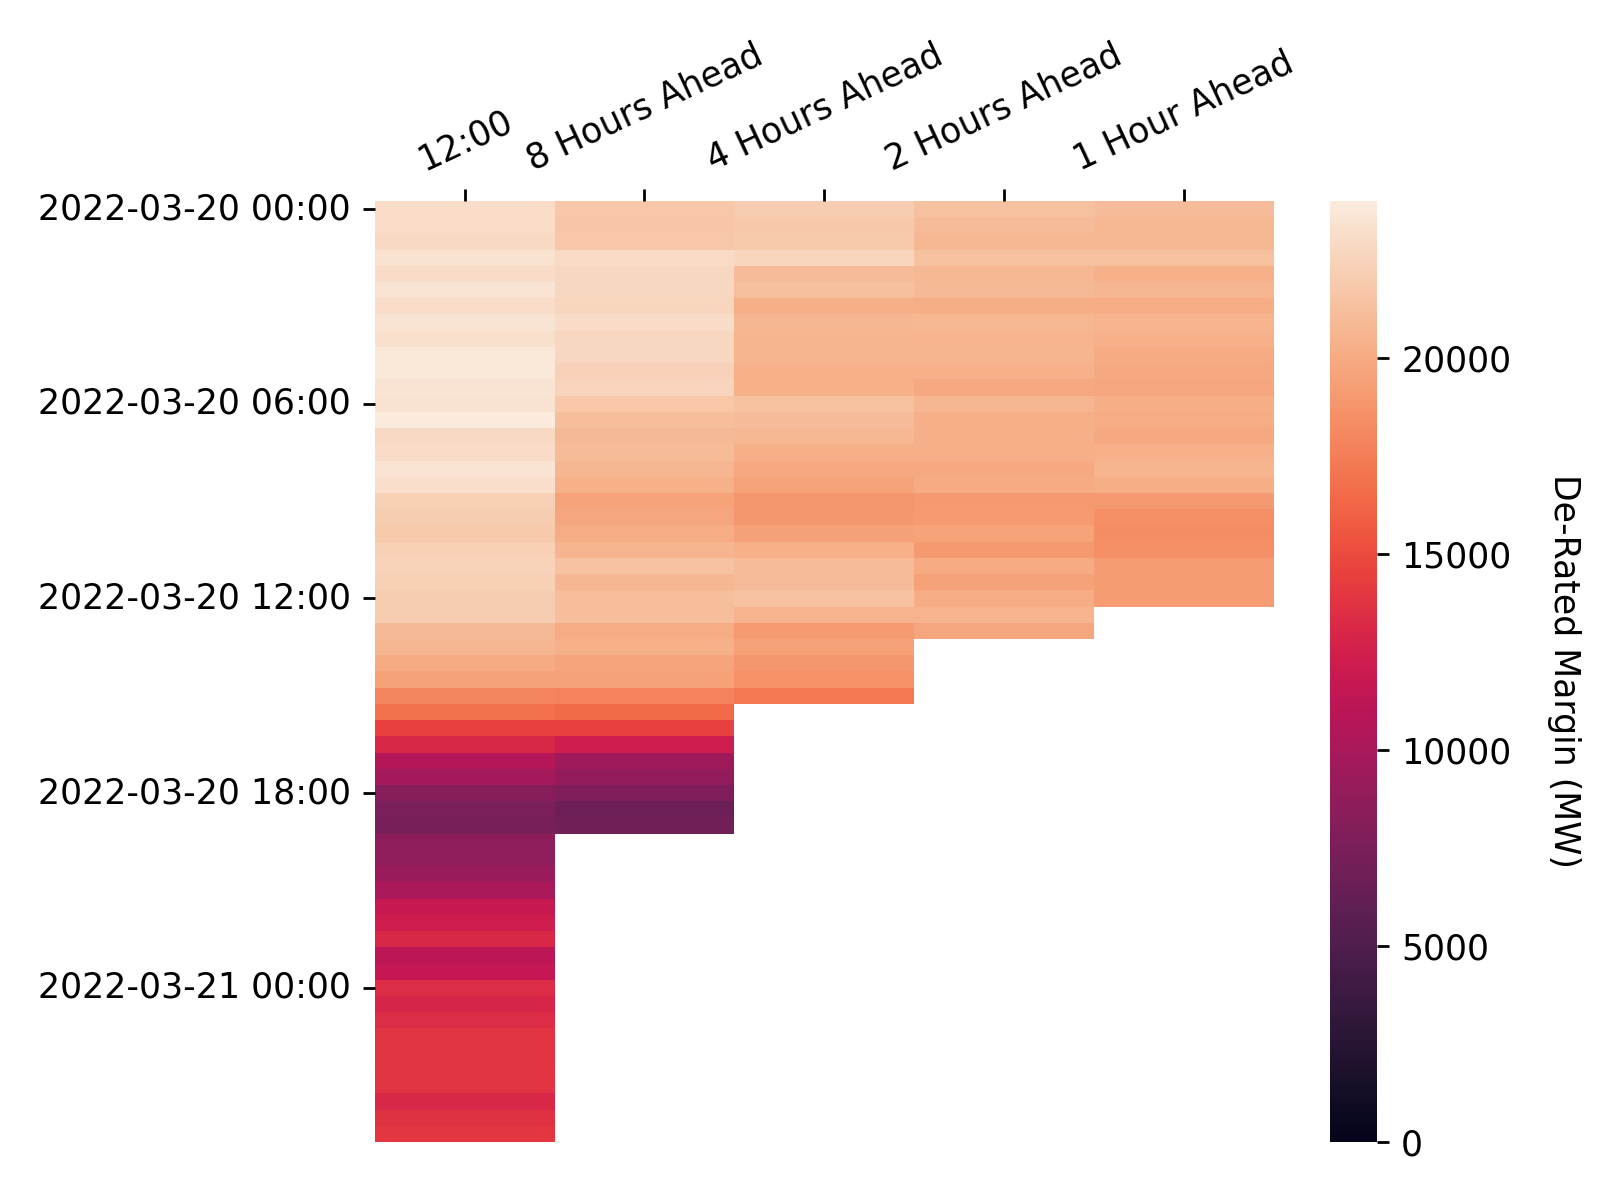 12:00
8 Hours Ahead
4 Hours Ahead
2 Hours Ahead
1 Hour Ahead
2022-03-20 00:00
2022-03-20 06:00
2022-03-20 12:00
2022-03-20 18:00
2022-03-21 00:00
20000
15000
10000
5000
0
De-Rated Margin (MW)